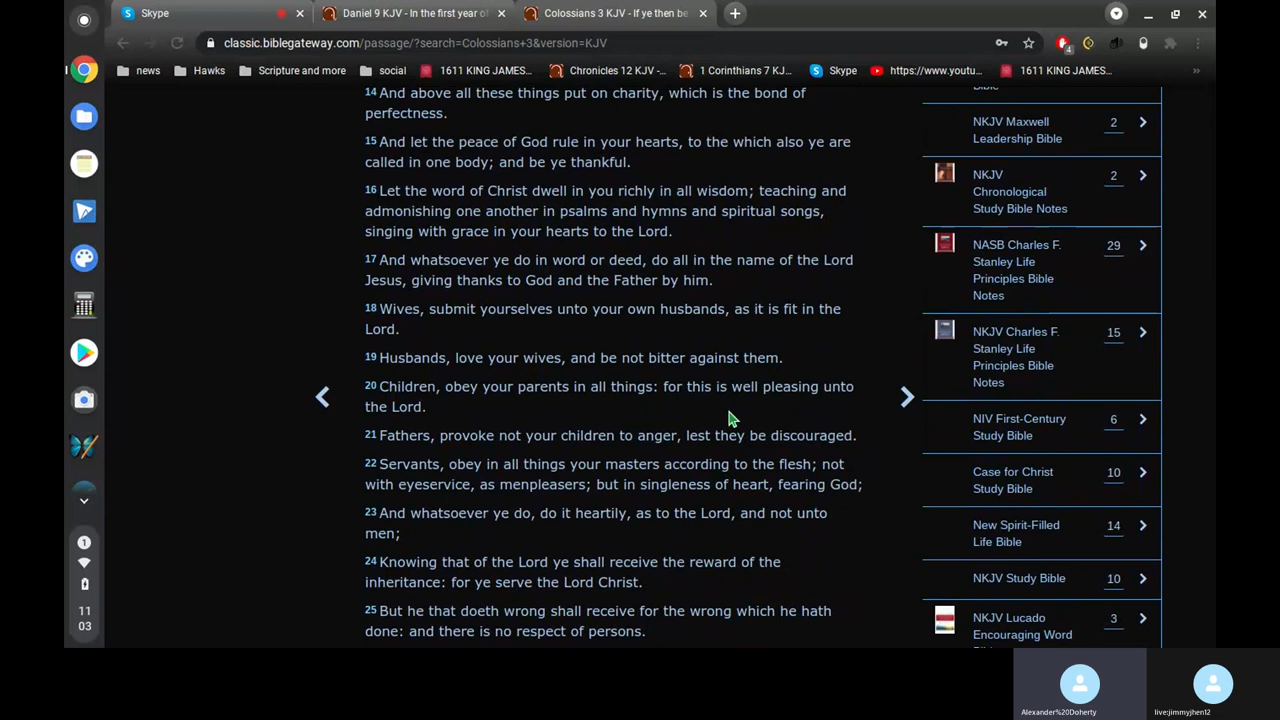 Skype
Daniel 9 KJV - In the first year of
Colossians 3 KJV - If ye then be
classic.biblegateway.com/passage/?search=Colossians+3&version=KJV
4
news
Hawks
Scripture and more
social
1611 KING JAMES...
Chronicles 12 KJV -...
1 Corinthians 7 KJ...
Skype
https://www.youtu...
1611 KING JAMES...
»
14 And above all these things put on charity, which is the bond of
perfectness.
15 And let the peace of God rule in your hearts, to the which also ye are
called in one body; and be ye thankful.
16 Let the word of Christ dwell in you richly in all wisdom; teaching and
admonishing one another in psalms and hymns and spiritual songs,
singing with grace in your hearts to the Lord.
17 And whatsoever ye do in word or deed, do all in the name of the Lord
Jesus, giving thanks to God and the Father by him.
18 Wives, submit yourselves unto your own husbands, as it is fit in the
Lord.
19 Husbands, love your wives, and be not bitter against them.
20 Children, obey your parents in all things: for this is well pleasing unto
the Lord.
21 Fathers, provoke not your children to anger, lest they be discouraged.
22 Servants, obey in all things your masters according to the flesh; not
with eyeservice, as menpleasers; but in singleness of heart, fearing God;
23 And whatsoever ye do, do it heartily, as to the Lord, and not unto
men;
24 Knowing that of the Lord ye shall receive the reward of the
inheritance: for ye serve the Lord Christ.
25 But he that doeth wrong shall receive for the wrong which he hath
done: and there is no respect of persons.
Bible
NKJV Maxwell
Leadership Bible
2
NKJV
Chronological
Study Bible Notes
2
NASB Charles F.
Stanley Life
Principles Bible
Notes
29
NKJV Charles F.
Stanley Life
Principles Bible
Notes
15
NIV First-Century
Study Bible
6
Case for Christ
Study Bible
10
New Spirit-Filled
Life Bible
14
NKJV Study Bible
10
NKJV Lucado
Encouraging Word
3
1
11
03
Alexander%20Doherty
live:jimmyjhen12